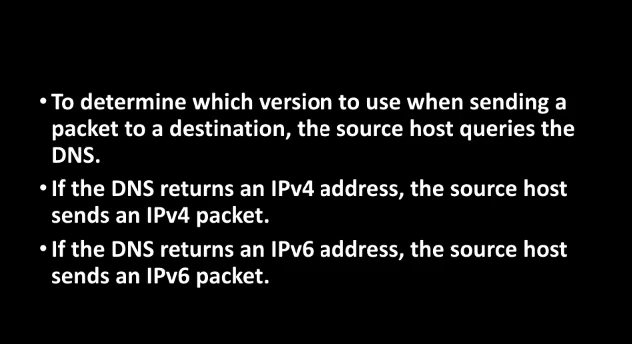 • To determine which version to use when sending a
packet to a destination, the source host queries the
DNS.
• If the DNS returns an IPv4 address, the source host
sends an IPv4 packet.
• If the DNS returns an IPv6 address, the source host
sends an IPv6 packet.